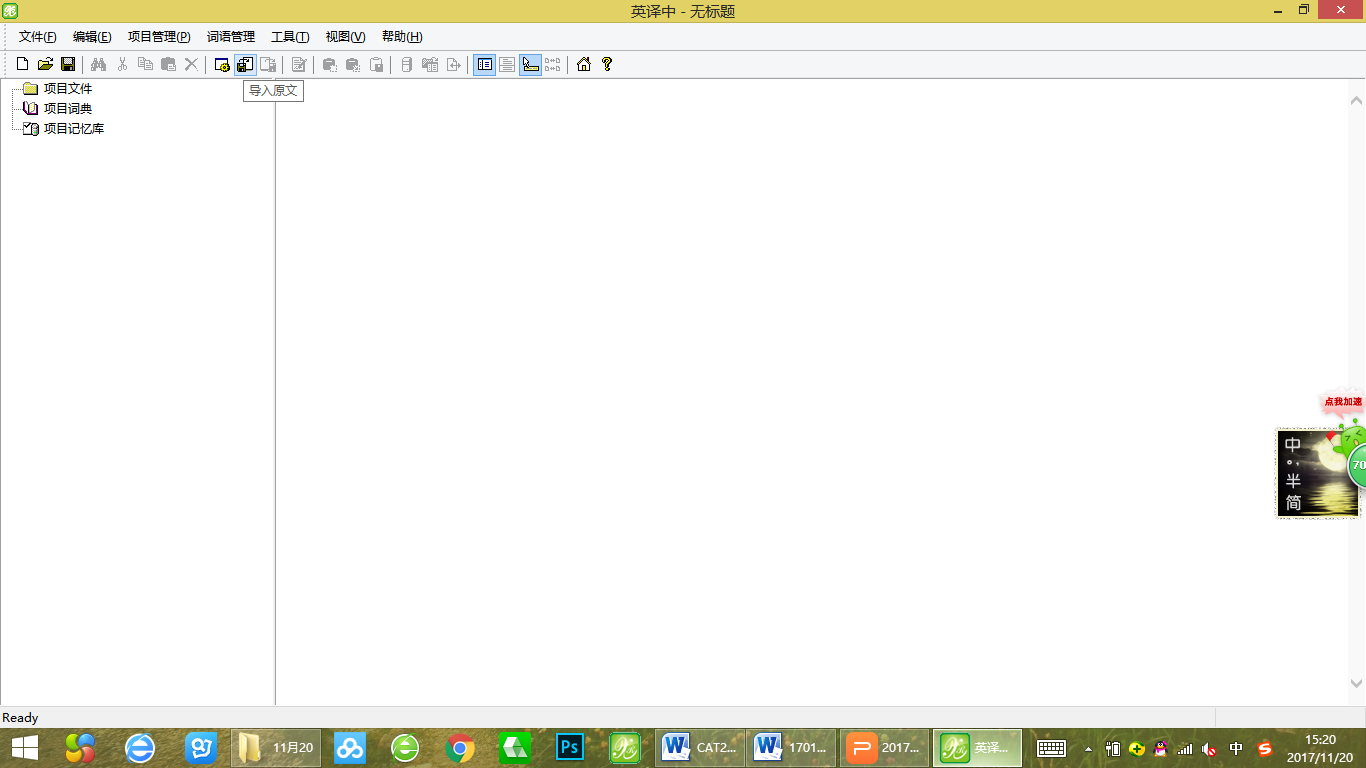 英译中 - 无标题
文件(F) 编辑(E) 项目管理(P) 词语管理 工具(T) 视图(V) 帮助(H)
导入原文
项目文件
项目词典
项目记忆库
点我加速
中
半
简
70
Ready
11月20
Ps
CAT2...
1701...
2017...
英译...
中
15:20
2017/11/20